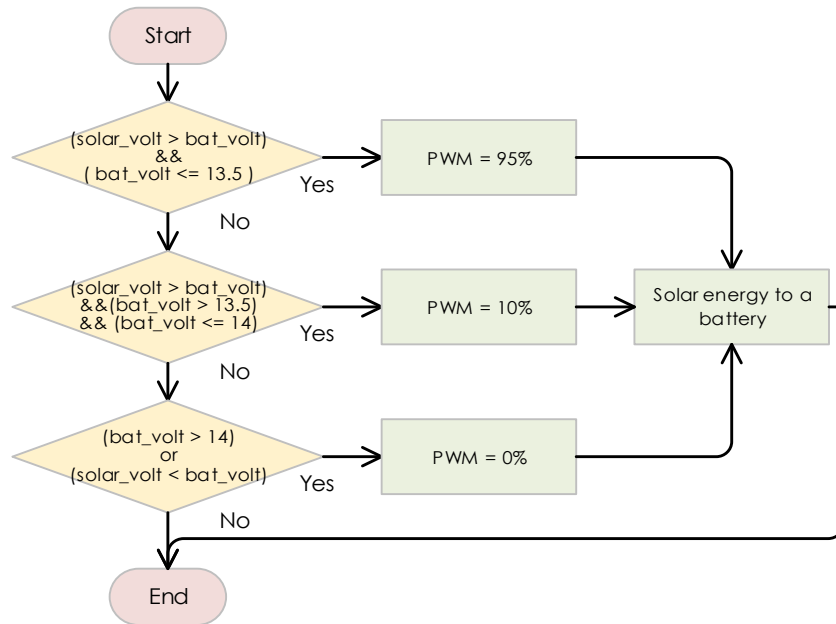 Start
(solar_volt > bat_volt)
&&
( bat_volt <= 13.5 )
Yes
PWM = 95%
No
(solar_volt > bat_volt)
&&(bat_volt > 13.5)
&& (bat_volt <= 14)
Yes
PWM = 10%
Solar energy to a
battery
No
(bat_volt > 14)
or
(solar_volt < bat_volt)
Yes
PWM = 0%
No
End